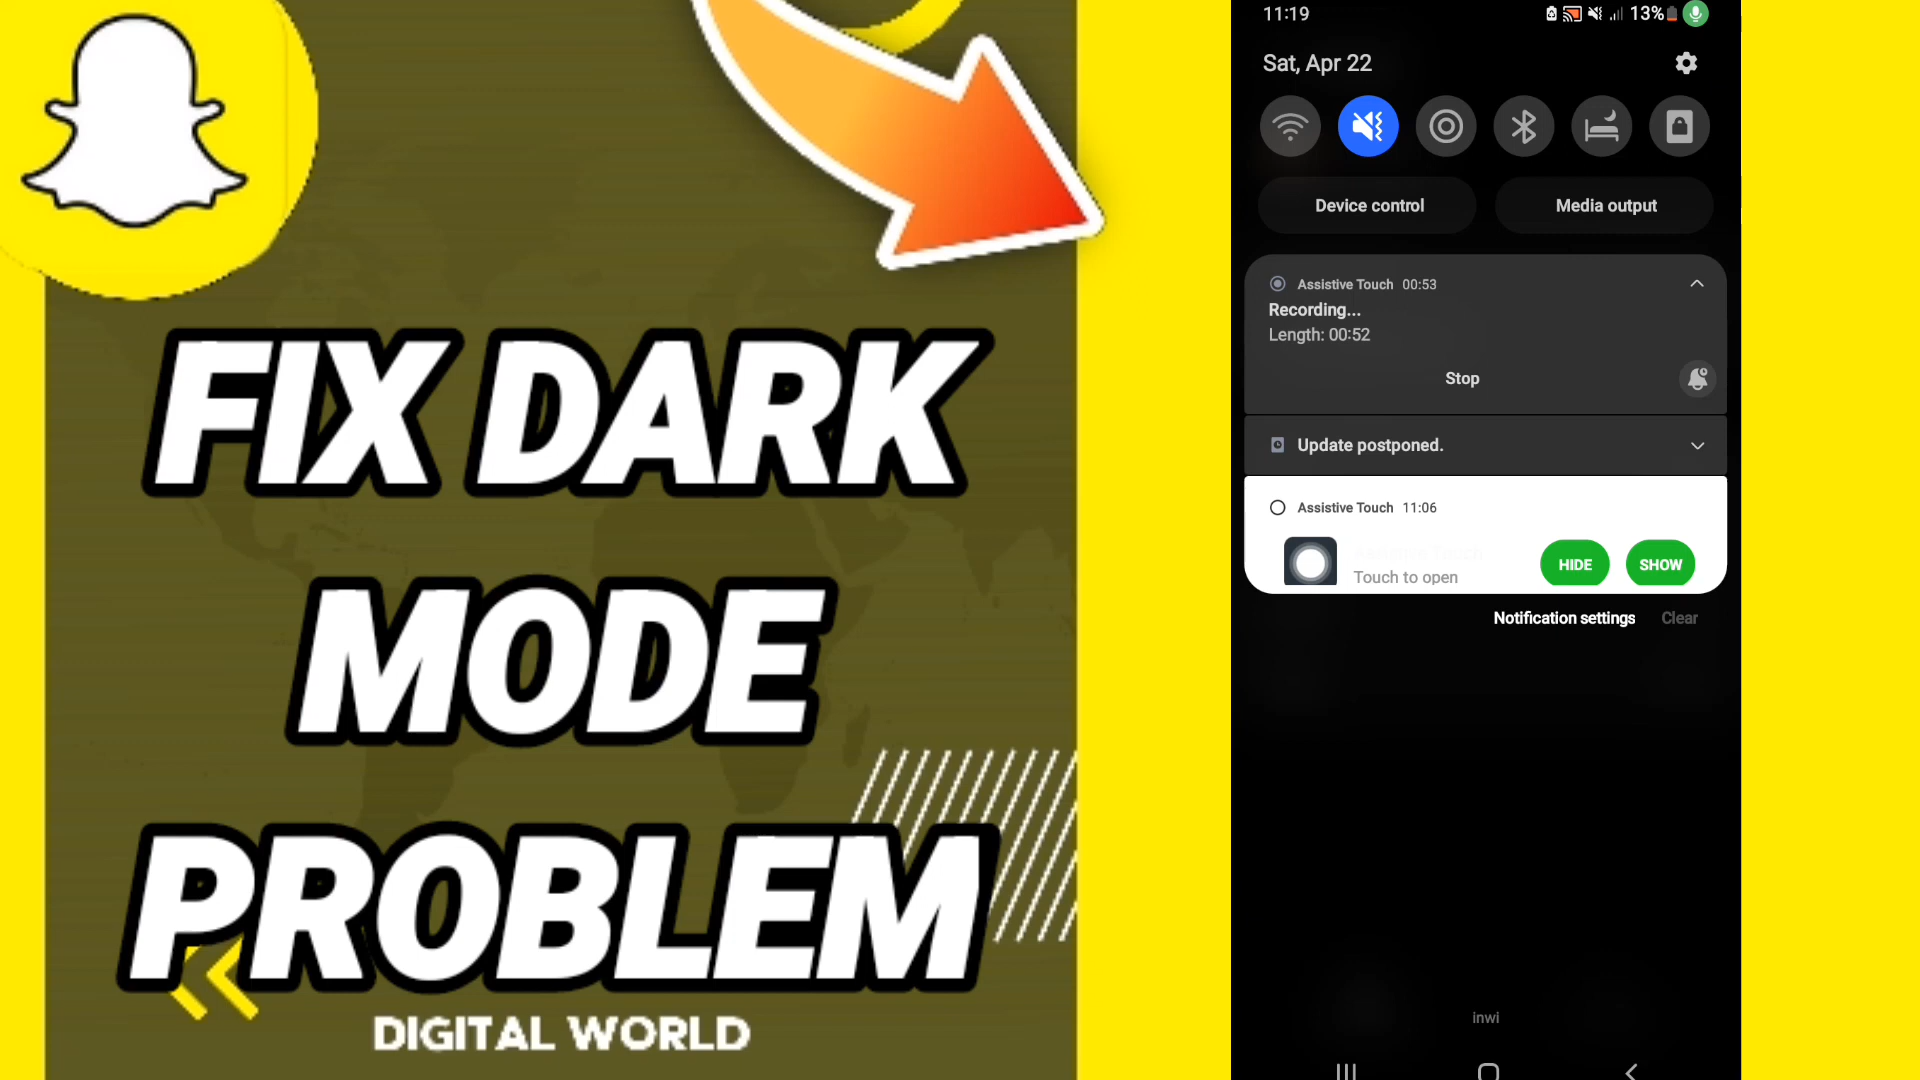 FIX DARK
MODE
PROBLEM
DIGITAL WORLD
11:19
13%
Sat, Apr 22
Device control
Media output
Assistive Touch 00:53
Recording...
Length: 00:52
Stop
Update postponed.
Assistive Touch 11:06
Touch to open
HIDE
SHOW
Notification settings
Clear
inwi